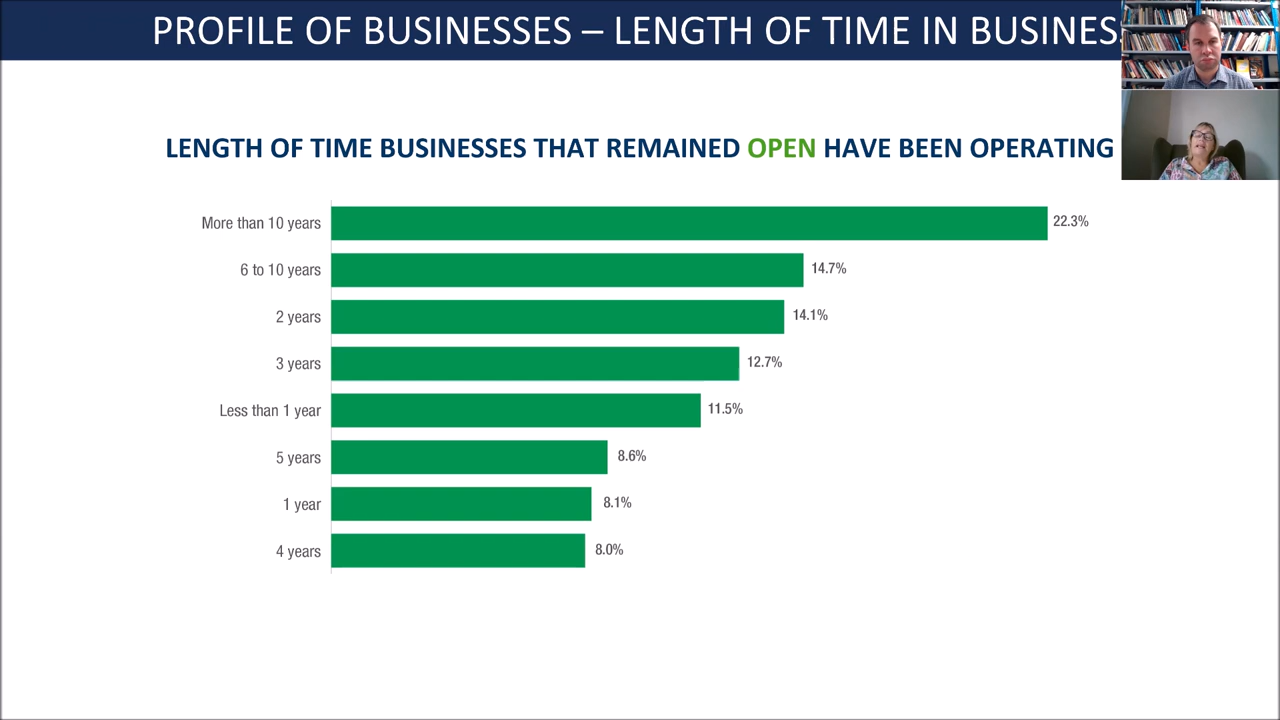 PROFILE OF BUSINESSES – LENGTH OF TIME IN BUSINES
LENGTH OF TIME BUSINESSES THAT REMAINED OPEN HAVE BEEN OPERATING
More than 10 years 22.3%
6 to 10 years 14.7%
2 years 14.1%
3 years 12.7%
Less than 1 year 11.5%
5 years 8.6%
1 year 8.1%
4 years 8.0%